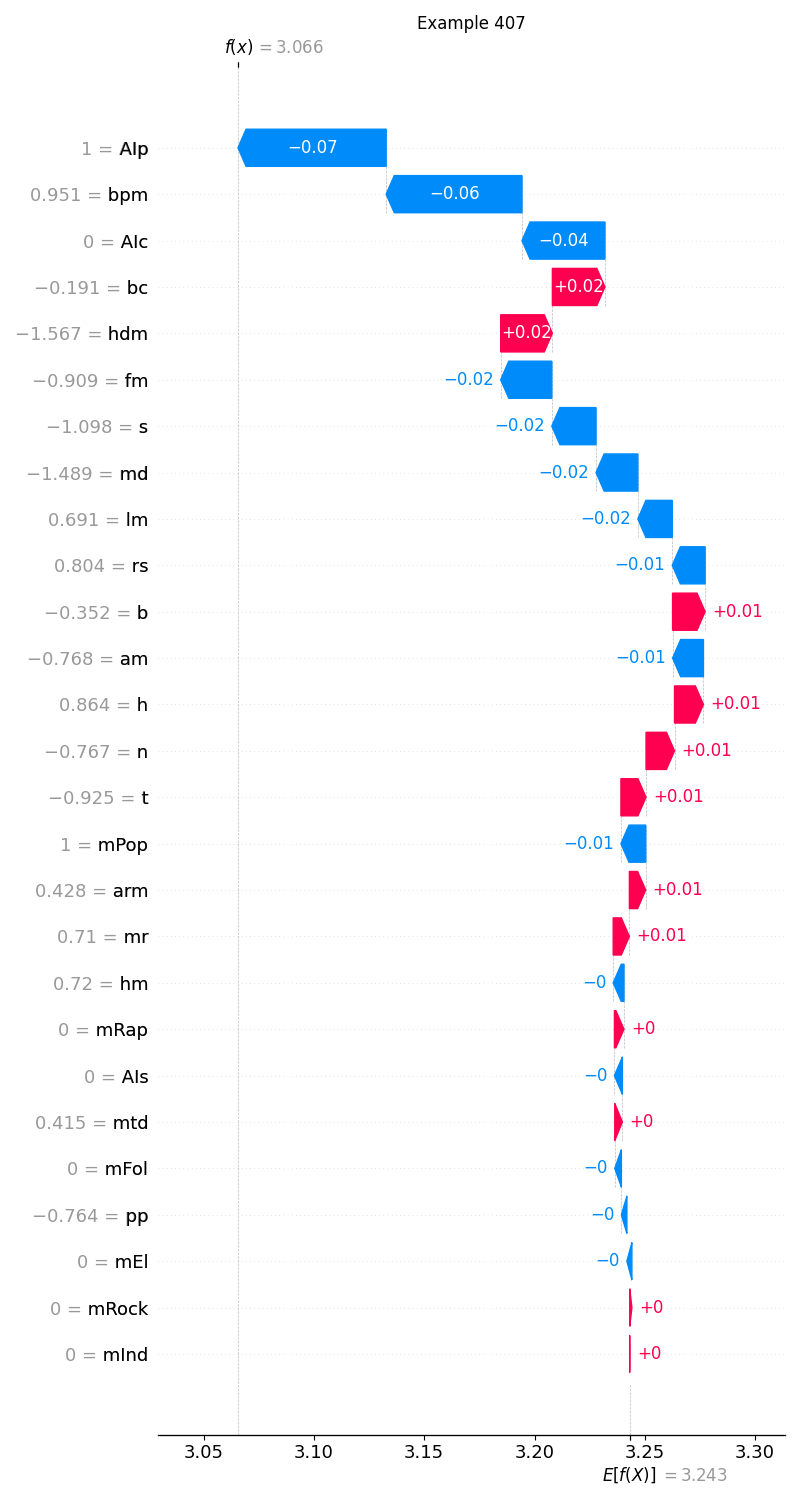 Example 407
f(x) = 3.066
1 = AIp −0.07
0.951 = bpm −0.06
0 = AIc −0.04
−0.191 = bc +0.02
−1.567 = hdm +0.02
−0.909 = fm −0.02
−1.098 = s −0.02
−1.489 = md −0.02
0.691 = lm −0.02
0.804 = rs −0.01
−0.352 = b +0.01
−0.768 = am −0.01
0.864 = h +0.01
−0.767 = n +0.01
−0.925 = t +0.01
1 = mPop −0.01
0.428 = arm +0.01
0.71 = mr +0.01
0.72 = hm −0
0 = mRap +0
0 = AIs −0
0.415 = mtd +0
0 = mFol −0
−0.764 = pp −0
0 = mEl −0
0 = mRock +0
0 = mInd +0
3.05 3.10 3.15 3.20 3.25 3.30
E[f(X)] = 3.243